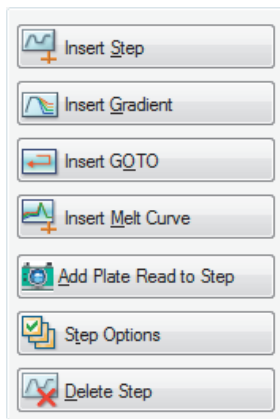 Insert Step
Insert Gradient
Insert GOTO
Insert Melt Curve
Add Plate Read to Step
Step Options
Delete Step